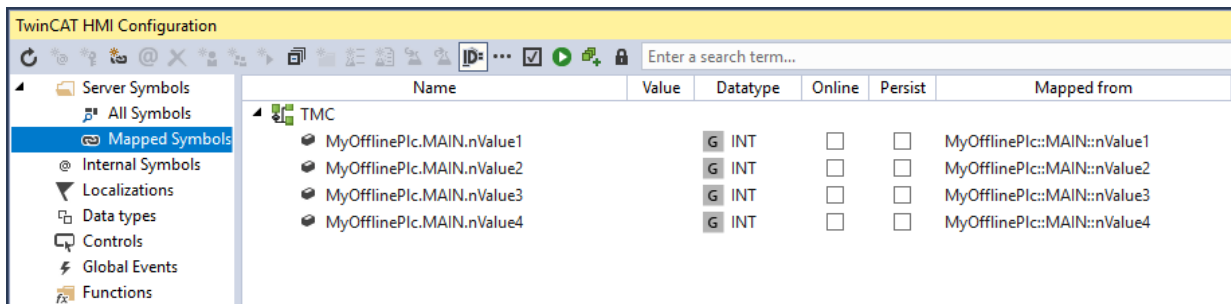 TwinCAT HMI Configuration
Enter a search term...
Server Symbols
All Symbols
Mapped Symbols
Internal Symbols
Localizations
Data types
Controls
Global Events
Functions
Name Value Datatype Online Persist Mapped from
TMC
MyOfflinePlc.MAIN.nValue1 G INT MyOfflinePlc::MAIN::nValue1
MyOfflinePlc.MAIN.nValue2 G INT MyOfflinePlc::MAIN::nValue2
MyOfflinePlc.MAIN.nValue3 G INT MyOfflinePlc::MAIN::nValue3
MyOfflinePlc.MAIN.nValue4 G INT MyOfflinePlc::MAIN::nValue4